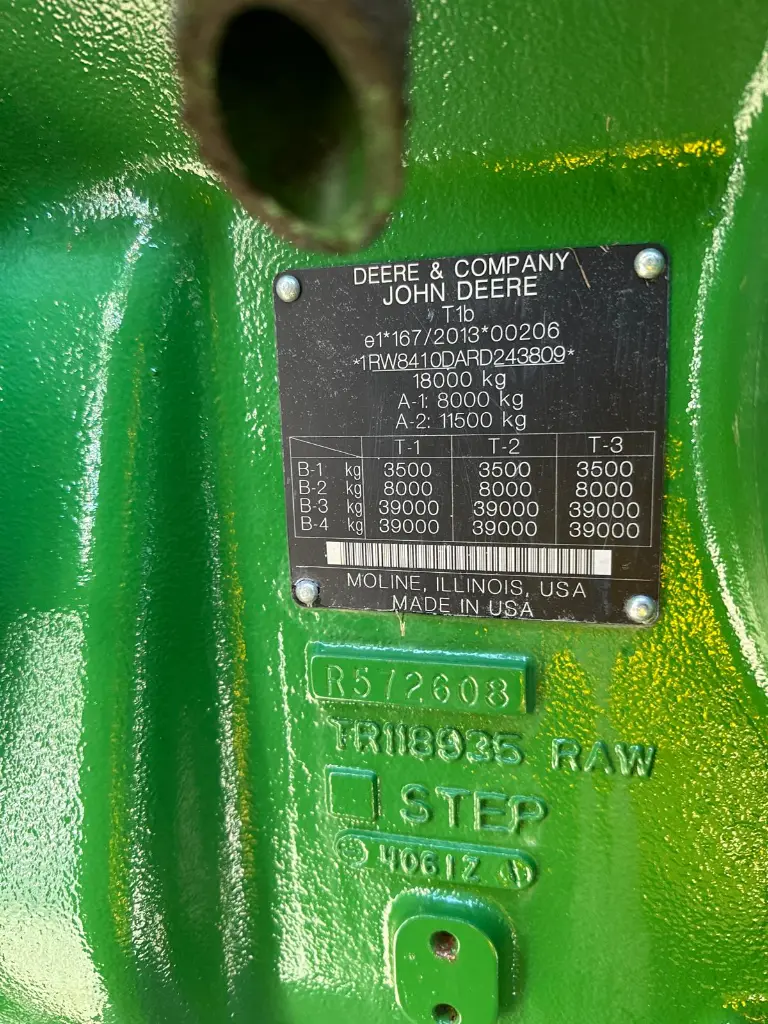 DEERE & COMPANY
JOHN DEERE
T1b
e1*167/2013*00206
*1RW8410DARD243809*
18000 kg
A-1: 8000 kg
A-2: 11500 kg
T-1 T-2 T-3
B-1 kg 3500 3500 3500
B-2 kg 8000 8000 8000
B-3 kg 39000 39000 39000
B-4 kg 39000 39000 39000
MOLINE, ILLINOIS, USA
MADE IN USA
R572608
TR118935 RAW
STEP
4061Z